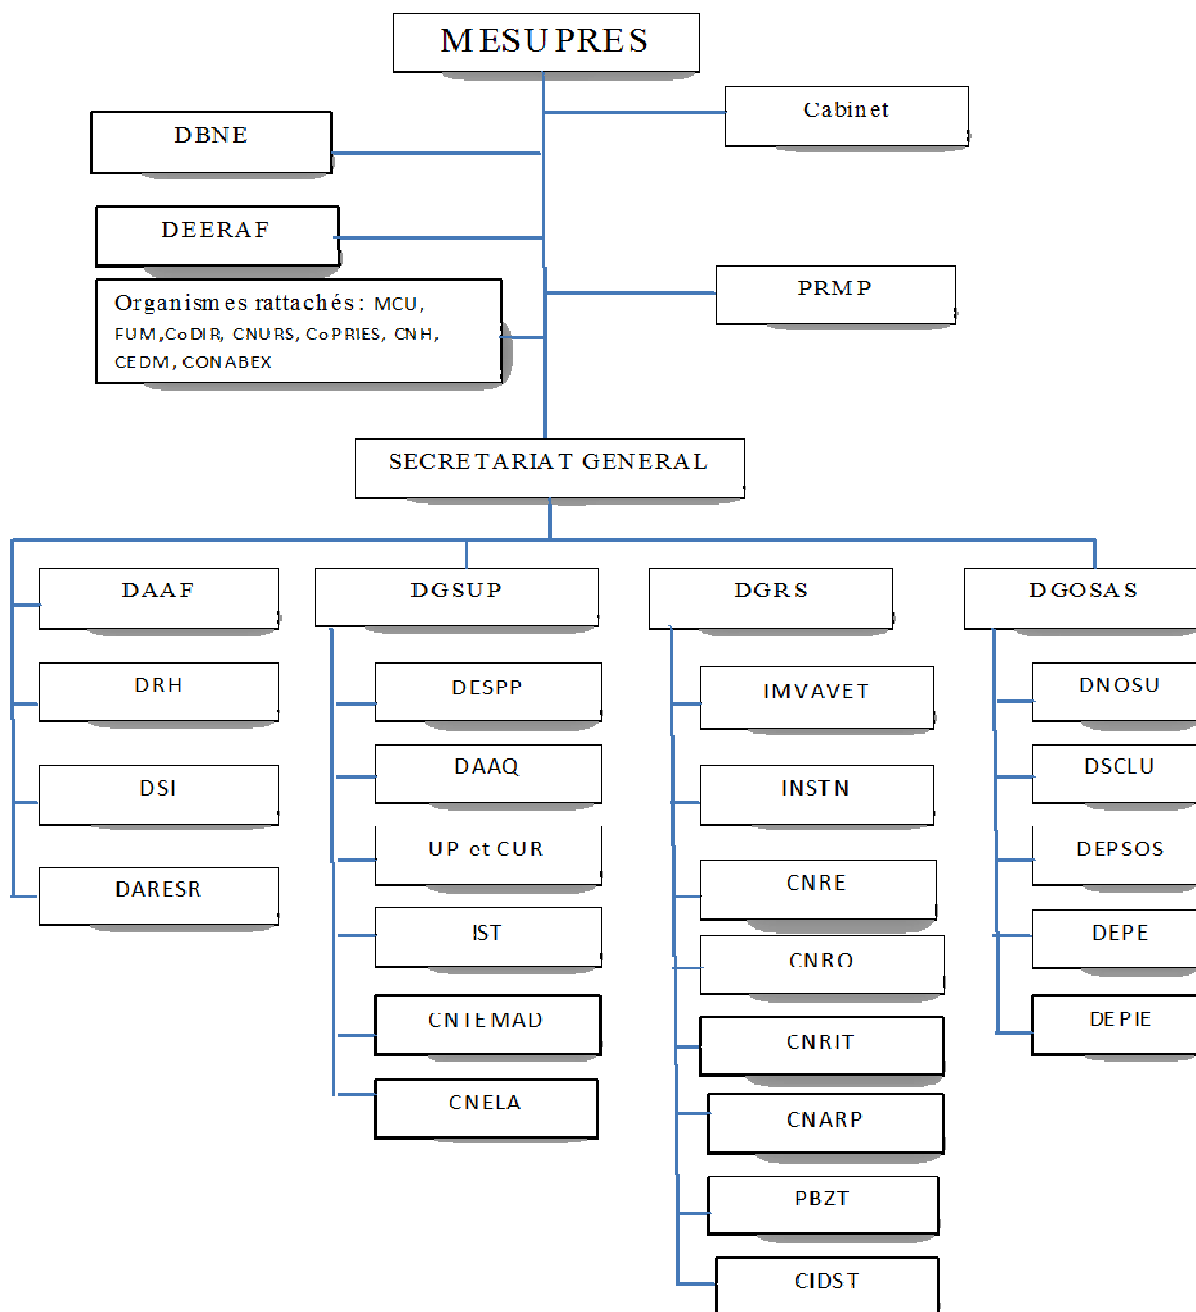 MESUPRES
Cabinet
DBNE
DEERAF
PRMP
Organismes rattachés : MCU,
FUM,CoDIR, CNURS, CoPRIES, CNH,
CEDM, CONABEX
SECRETARIAT GENERAL
DAAF
DRH
DSI
DARESR
DGSUP
DESPP
DAAQ
UP et CUR
IST
CNTEMAD
CNELA
DGRS
IMVAVET
INSTN
CNRE
CNRO
CNRIT
CNARP
PBZT
CIDST
DGOSAS
DNOSU
DSCLU
DEPSOS
DEPE
DEPIE